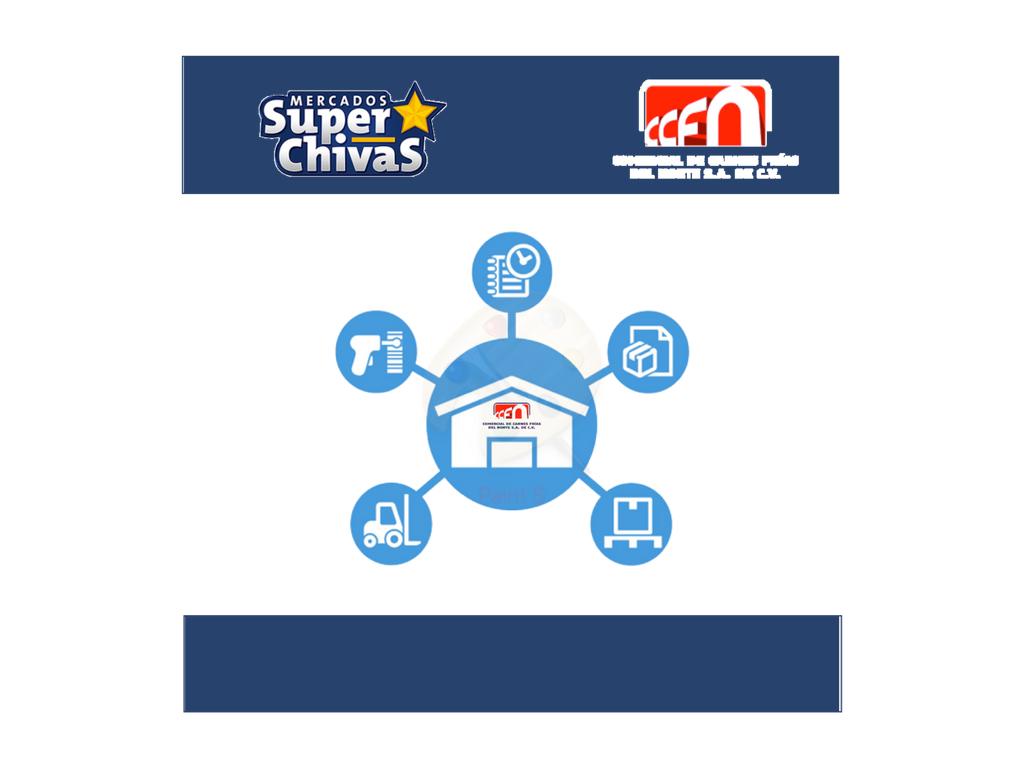 MERCADOS
Super
ChivaS
CCFN
COMERCIAL DE CARNES FRÍAS
DEL NORTE S.A. DE C.V.
CCFN
COMERCIAL DE CARNES FRÍAS
DEL NORTE S.A. DE C.V.
Paint S